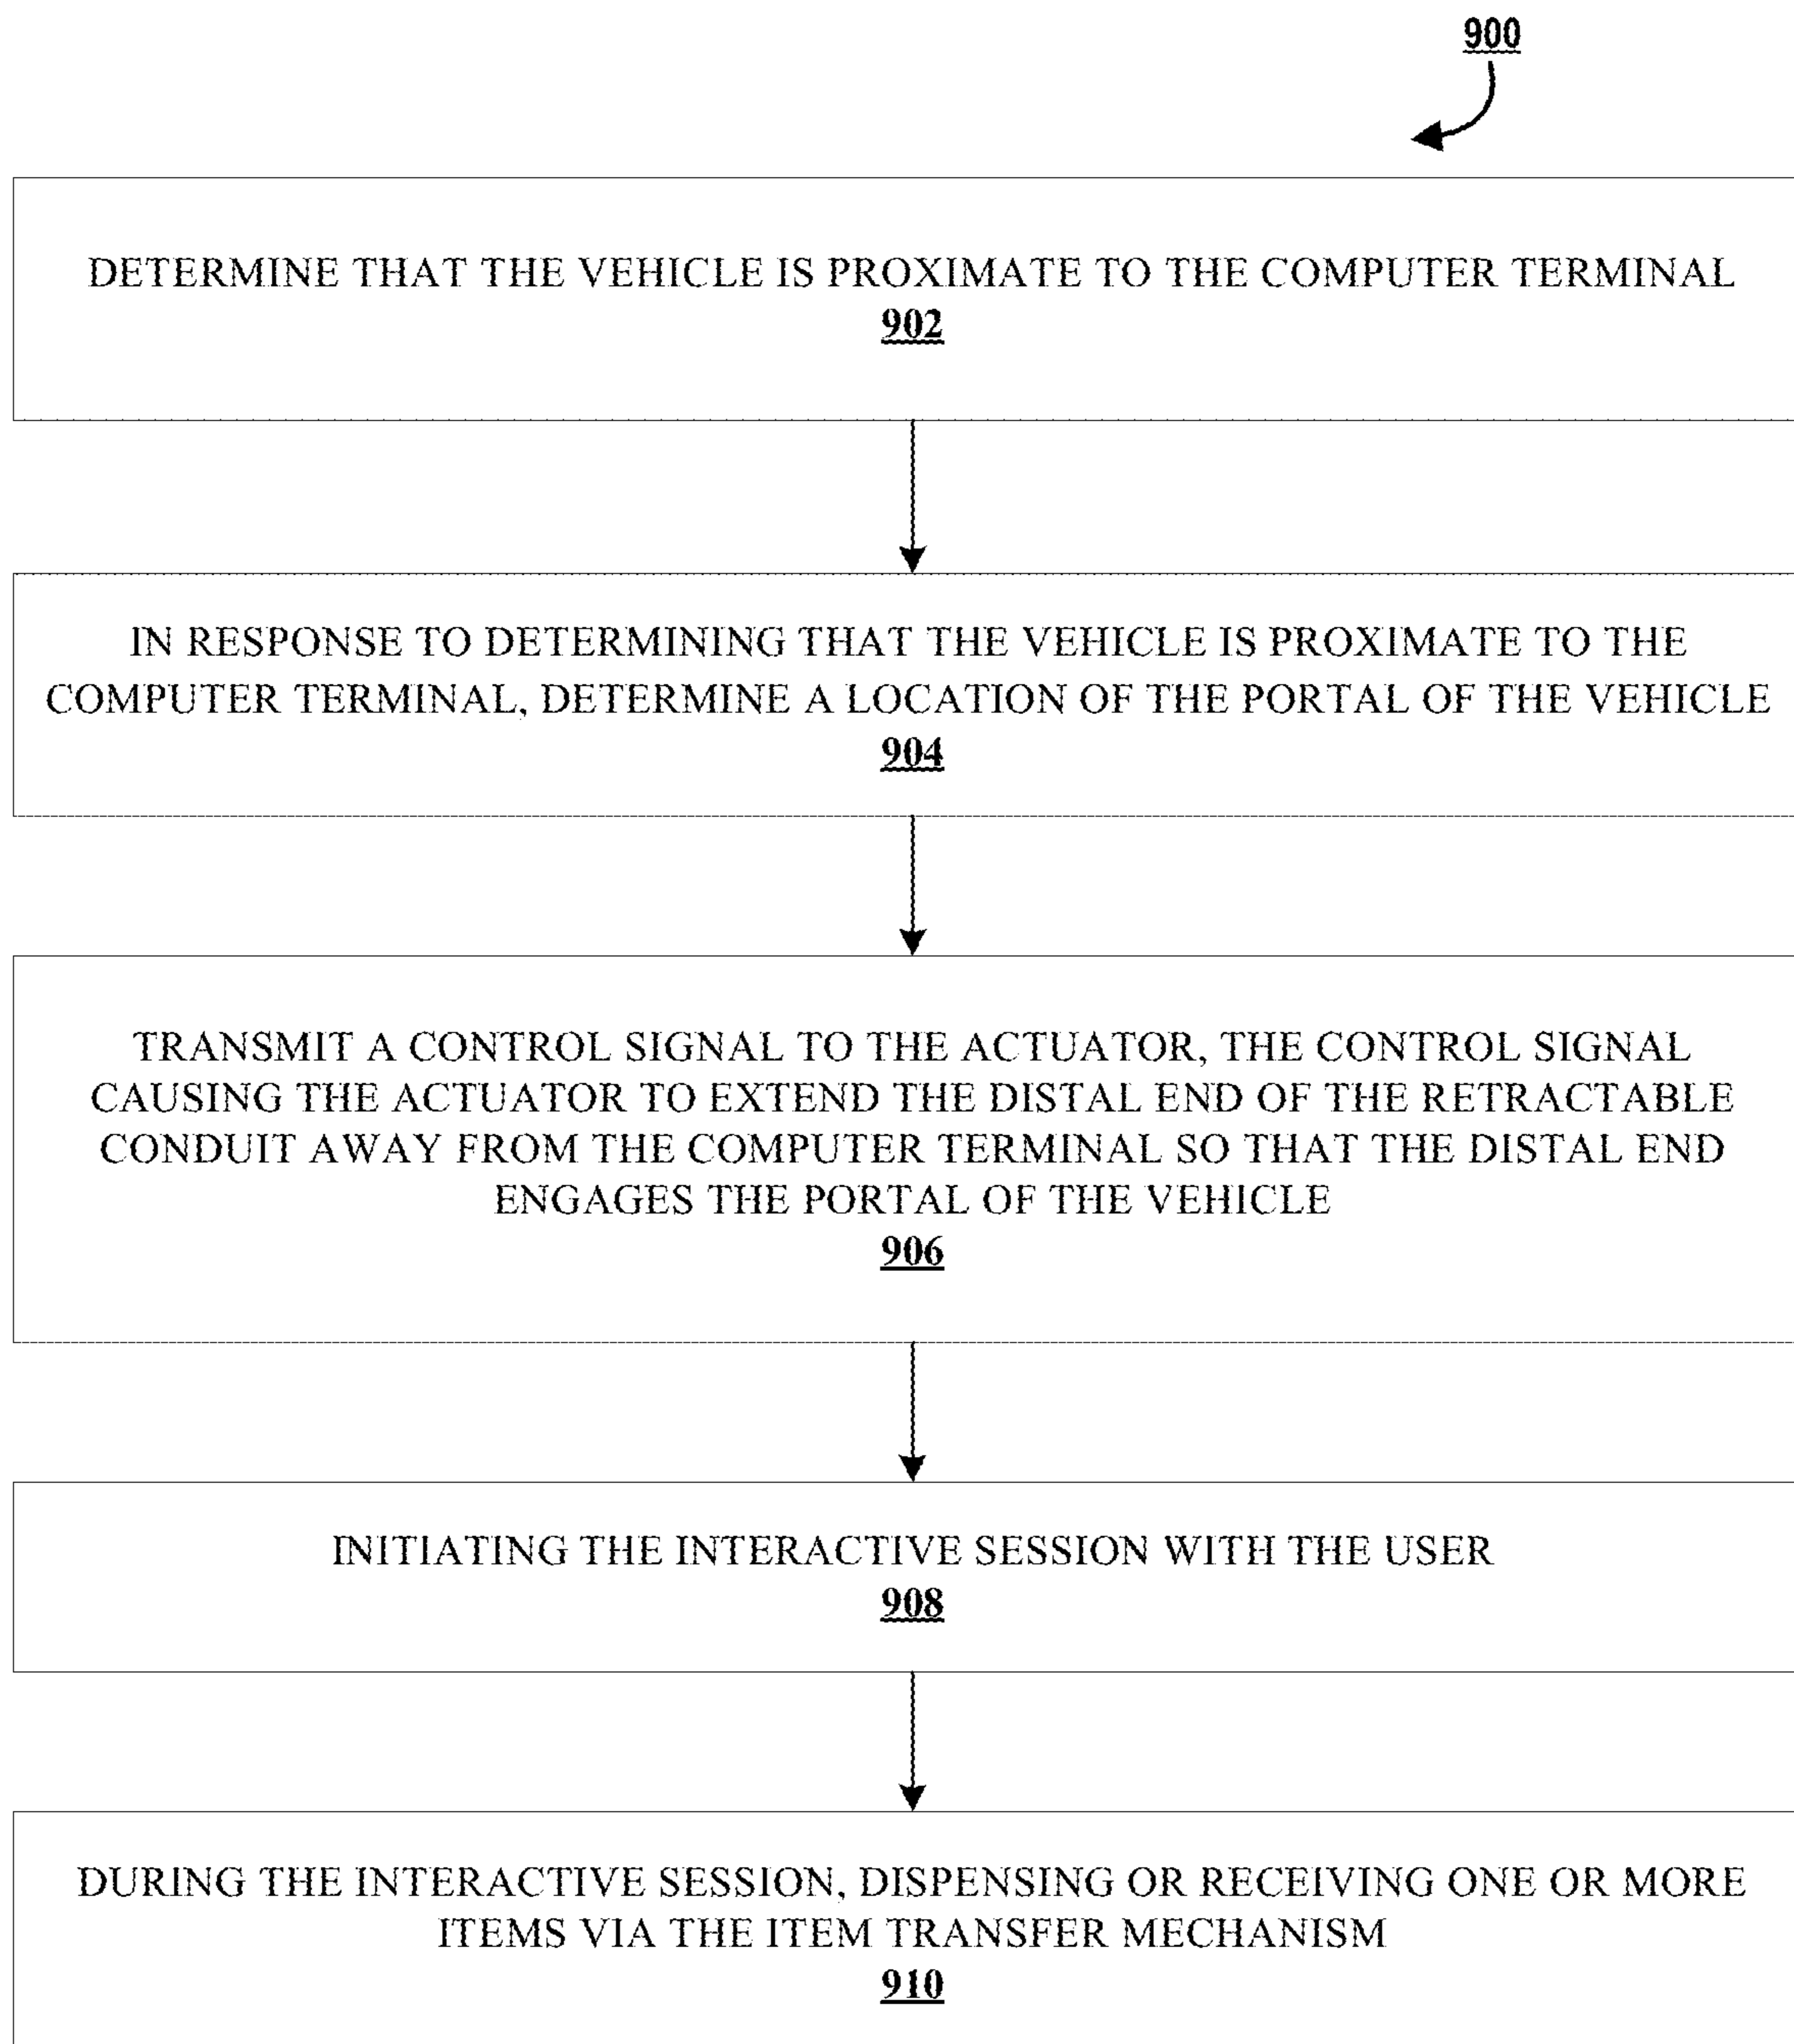 900
DETERMINE THAT THE VEHICLE IS PROXIMATE TO THE COMPUTER TERMINAL
902
IN RESPONSE TO DETERMINING THAT THE VEHICLE IS PROXIMATE TO THE
COMPUTER TERMINAL, DETERMINE A LOCATION OF THE PORTAL OF THE VEHICLE
904
TRANSMIT A CONTROL SIGNAL TO THE ACTUATOR, THE CONTROL SIGNAL
CAUSING THE ACTUATOR TO EXTEND THE DISTAL END OF THE RETRACTABLE
CONDUIT AWAY FROM THE COMPUTER TERMINAL SO THAT THE DISTAL END
ENGAGES THE PORTAL OF THE VEHICLE
906
INITIATING THE INTERACTIVE SESSION WITH THE USER
908
DURING THE INTERACTIVE SESSION, DISPENSING OR RECEIVING ONE OR MORE
ITEMS VIA THE ITEM TRANSFER MECHANISM
910